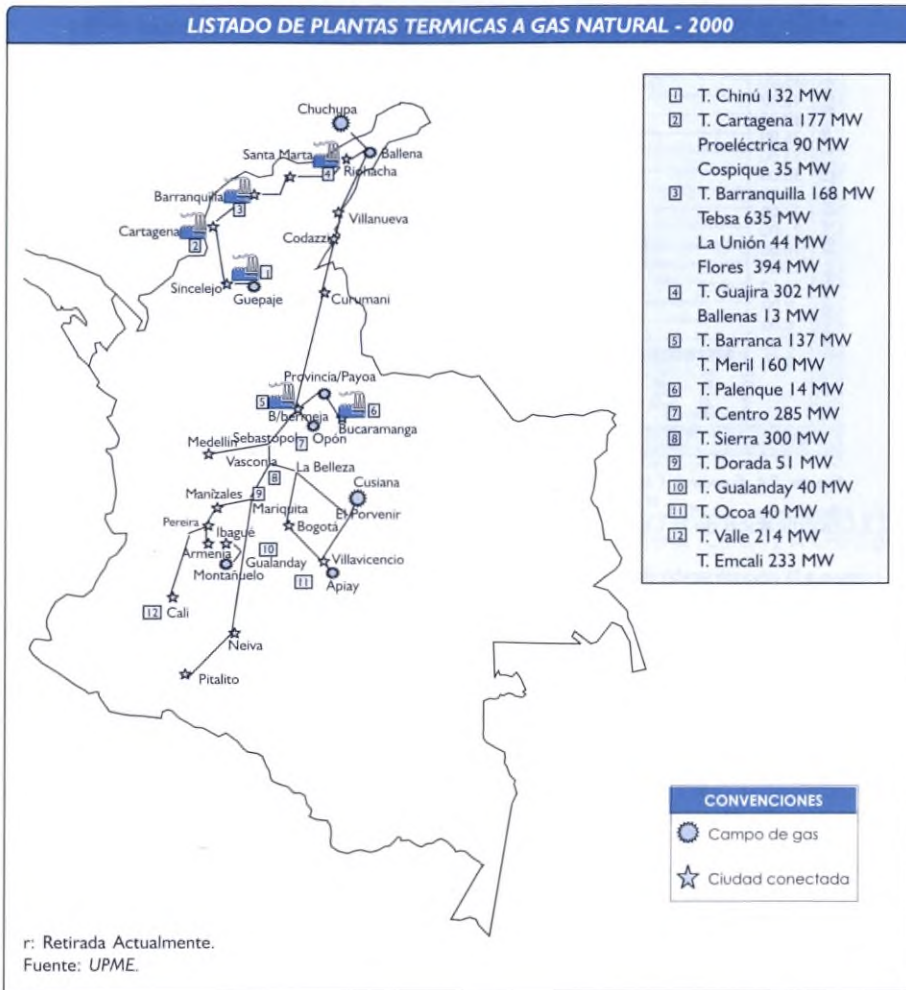 LISTADO DE PLANTAS TERMICAS A GAS NATURAL - 2000
Chuchupa
Santa Marta
Ballena
4
Riohacha
Barranquilla
3
Villanueva
Cartagena
2
Codazzi
1
Sincelejo
Guepaje
Curumani
Provincia/Payoa
5
6
B/bermeja
Bucaramanga
Sebastopol
Opón
Medellín
7
Vasconia
La Belleza
8
Cusiana
Manizales
9
Mariquita
El Porvenir
Pereira
Ibagué
Bogotá
Armenia
10
Gualanday
Villavicencio
Montañuelo
11
Apiay
12
Cali
Neiva
Pitalito
1 T. Chinú 132 MW
2 T. Cartagena 177 MW
Proeléctrica 90 MW
Cospique 35 MW
3 T. Barranquilla 168 MW
Tebsa 635 MW
La Unión 44 MW
Flores 394 MW
4 T. Guajira 302 MW
Ballenas 13 MW
5 T. Barranca 137 MW
T. Meril 160 MW
6 T. Palenque 14 MW
7 T. Centro 285 MW
8 T. Sierra 300 MW
9 T. Dorada 51 MW
10 T. Gualanday 40 MW
11 T. Ocoa 40 MW
12 T. Valle 214 MW
T. Emcali 233 MW
CONVENCIONES
Campo de gas
Ciudad conectada
r: Retirada Actualmente.
Fuente: UPME.